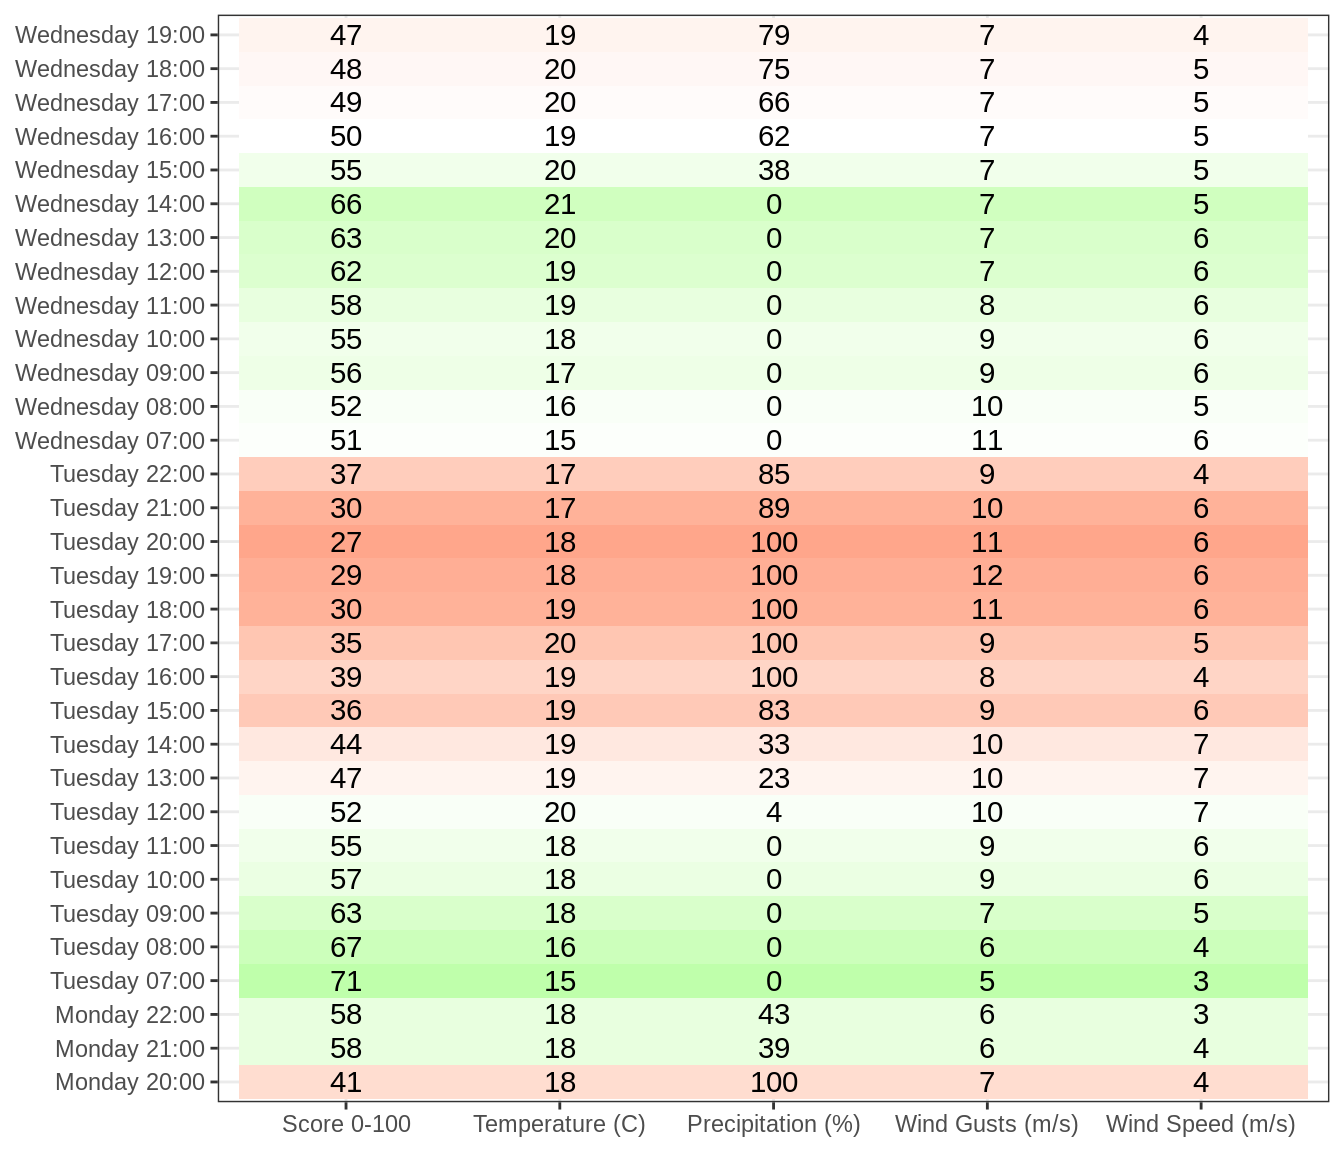 Wednesday 19:00 47 19 79 7 4
Wednesday 18:00 48 20 75 7 5
Wednesday 17:00 49 20 66 7 5
Wednesday 16:00 50 19 62 7 5
Wednesday 15:00 55 20 38 7 5
Wednesday 14:00 66 21 0 7 5
Wednesday 13:00 63 20 0 7 6
Wednesday 12:00 62 19 0 7 6
Wednesday 11:00 58 19 0 8 6
Wednesday 10:00 55 18 0 9 6
Wednesday 09:00 56 17 0 9 6
Wednesday 08:00 52 16 0 10 5
Wednesday 07:00 51 15 0 11 6
Tuesday 22:00 37 17 85 9 4
Tuesday 21:00 30 17 89 10 6
Tuesday 20:00 27 18 100 11 6
Tuesday 19:00 29 18 100 12 6
Tuesday 18:00 30 19 100 11 6
Tuesday 17:00 35 20 100 9 5
Tuesday 16:00 39 19 100 8 4
Tuesday 15:00 36 19 83 9 6
Tuesday 14:00 44 19 33 10 7
Tuesday 13:00 47 19 23 10 7
Tuesday 12:00 52 20 4 10 7
Tuesday 11:00 55 18 0 9 6
Tuesday 10:00 57 18 0 9 6
Tuesday 09:00 63 18 0 7 5
Tuesday 08:00 67 16 0 6 4
Tuesday 07:00 71 15 0 5 3
Monday 22:00 58 18 43 6 3
Monday 21:00 58 18 39 6 4
Monday 20:00 41 18 100 7 4
Score 0-100 Temperature (C) Precipitation (%) Wind Gusts (m/s) Wind Speed (m/s)